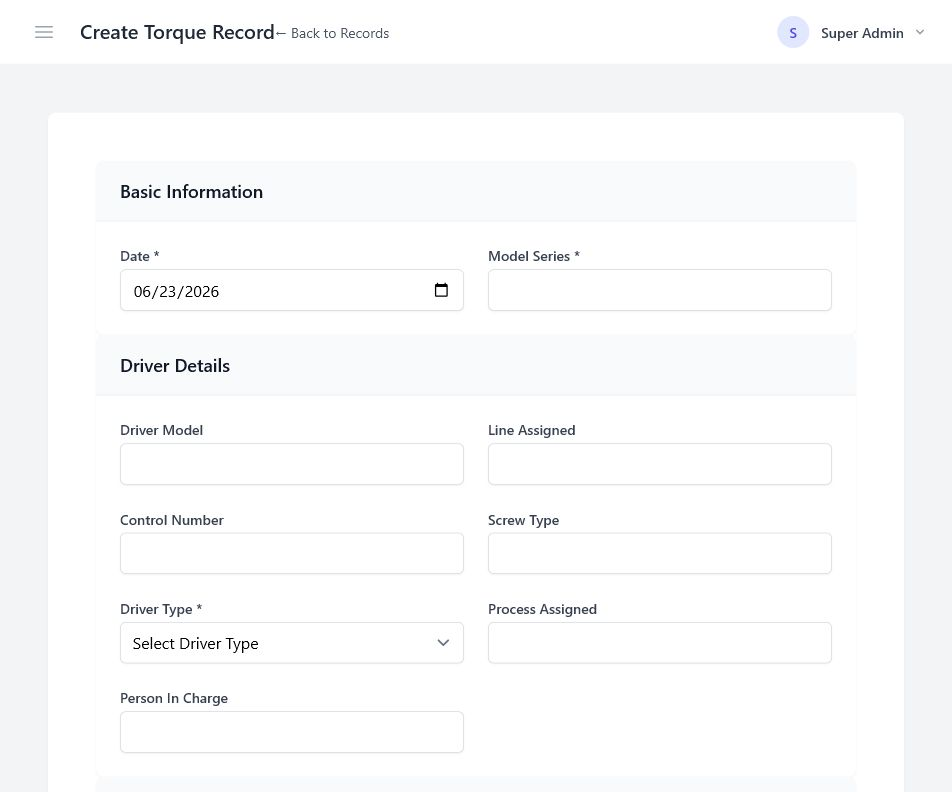 Create Torque Record← Back to Records
S Super Admin
Basic Information
Date * Model Series *
06/23/2026
Driver Details
Driver Model Line Assigned
Control Number Screw Type
Driver Type * Process Assigned
Select Driver Type
Person In Charge